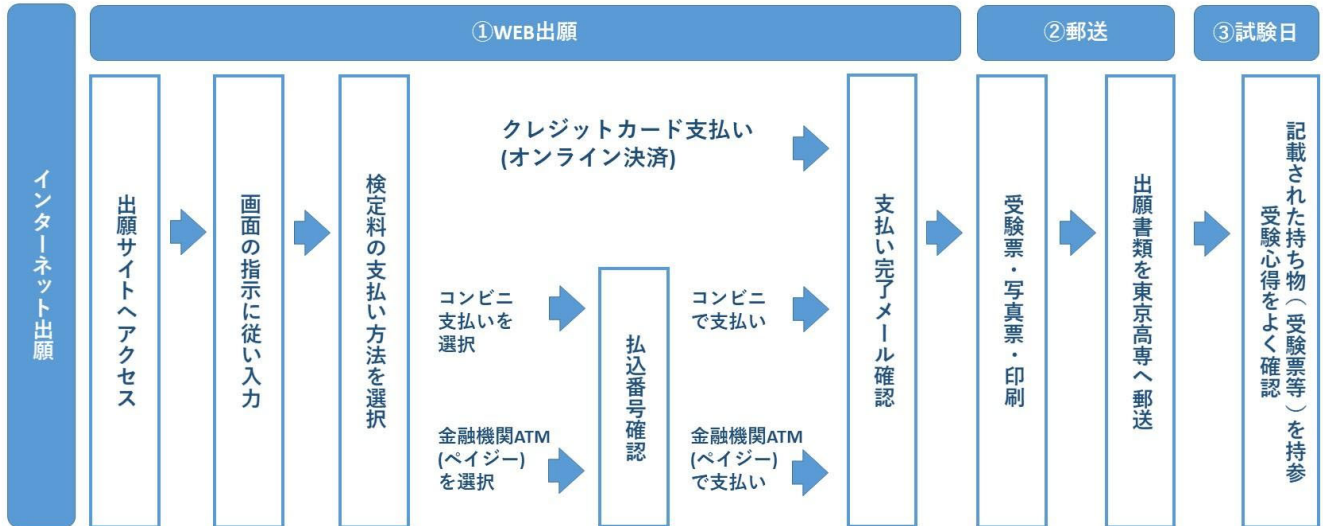 ①WEB出願
②郵送
③試験日
インターネット出願
出願サイトへアクセス
画面の指示に従い入力
検定料の支払い方法を選択
クレジットカード支払い
(オンライン決済)
コンビニ
支払いを
選択
金融機関ATM
(ペイジー)
を選択
払込番号確認
コンビニ
で支払い
金融機関ATM
(ペイジー)
で支払い
支払い完了メール確認
受験票・写真票・印刷
出願書類を東京高専へ郵送
記載された持ち物(受験票等)を持参
受験心得をよく確認